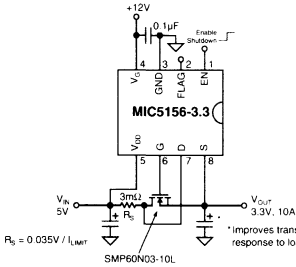 +12V
0.1µF
Enable
Shutdown
4 3 2 1
VG GND FLAG EN
MIC5156-3.3
VDD G D S
5 6 7 8
VIN
5V
3mΩ
RS
VOUT
3.3V, 10A
* Improves trans
response to lo
RS = 0.035V / ILIMIT
SMP60N03-10L